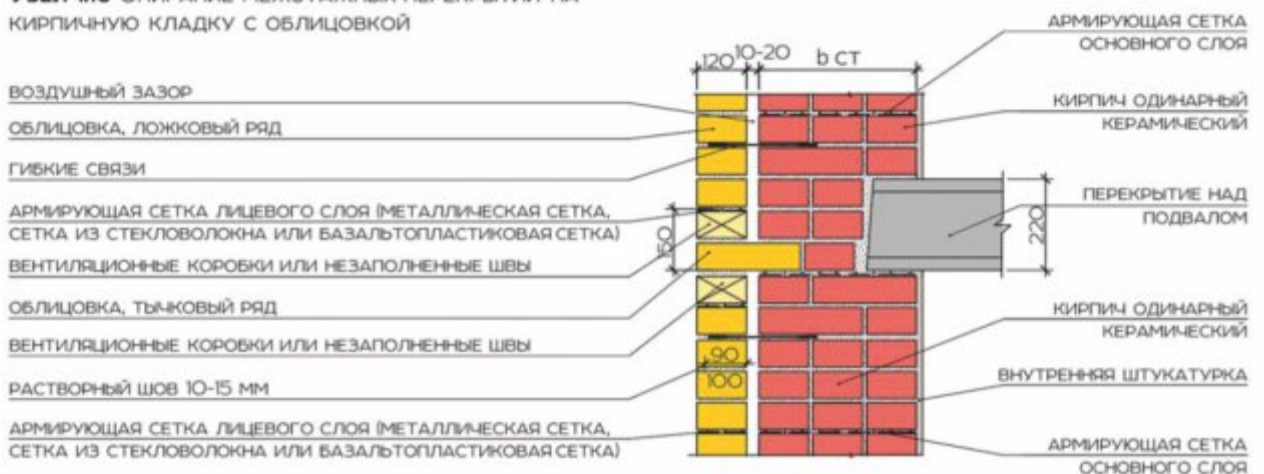 КИРПИЧНУЮ КЛАДКУ С ОБЛИЦОВКОЙ
ВОЗДУШНЫЙ ЗАЗОР
ОБЛИЦОВКА, ЛОЖКОВЫЙ РЯД
ГИБКИЕ СВЯЗИ
АРМИРУЮЩАЯ СЕТКА ЛИЦЕВОГО СЛОЯ (МЕТАЛЛИЧЕСКАЯ СЕТКА,
СЕТКА ИЗ СТЕКЛОВОЛОКНА ИЛИ БАЗАЛЬТОПЛАСТИКОВАЯ СЕТКА)
ВЕНТИЛЯЦИОННЫЕ КОРОБКИ ИЛИ НЕЗАПОЛНЕННЫЕ ШВЫ
ОБЛИЦОВКА, ТЫЧКОВЫЙ РЯД
ВЕНТИЛЯЦИОННЫЕ КОРОБКИ ИЛИ НЕЗАПОЛНЕННЫЕ ШВЫ
РАСТВОРНЫЙ ШОВ 10-15 ММ
АРМИРУЮЩАЯ СЕТКА ЛИЦЕВОГО СЛОЯ (МЕТАЛЛИЧЕСКАЯ СЕТКА,
СЕТКА ИЗ СТЕКЛОВОЛОКНА ИЛИ БАЗАЛЬТОПЛАСТИКОВАЯ СЕТКА)
120 10-20 b СТ
90
100
220
АРМИРУЮЩАЯ СЕТКА
ОСНОВНОГО СЛОЯ
КИРПИЧ ОДИНАРНЫЙ
КЕРАМИЧЕСКИЙ
ПЕРЕКРЫТИЕ НАД
ПОДВАЛОМ
КИРПИЧ ОДИНАРНЫЙ
КЕРАМИЧЕСКИЙ
ВНУТРЕННЯЯ ШТУКАТУРКА
АРМИРУЮЩАЯ СЕТКА
ОСНОВНОГО СЛОЯ